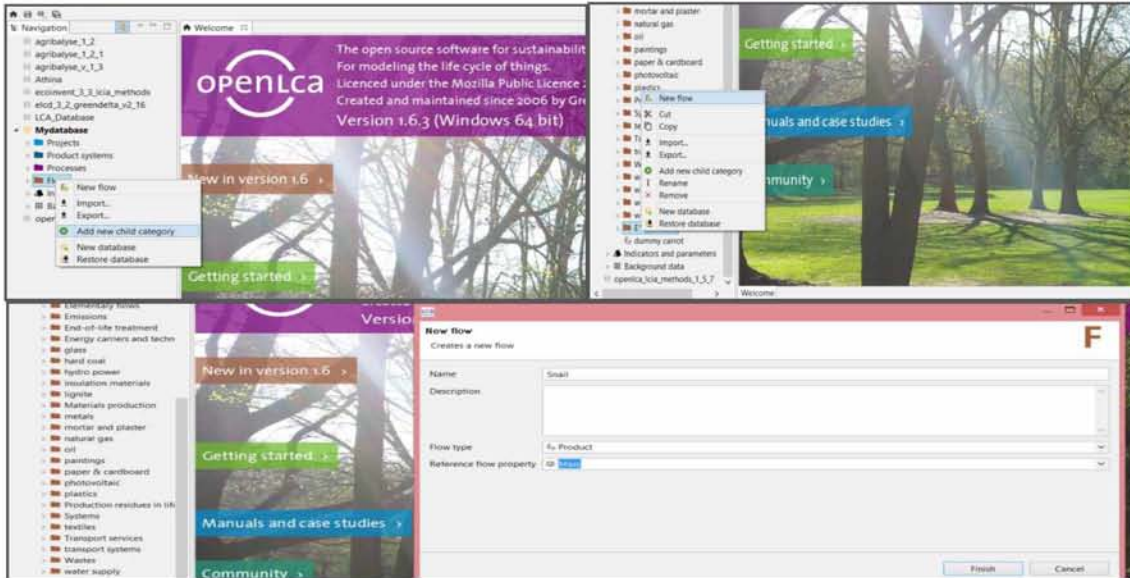 Navigation
agribalyse_1_2
agribalyse_1_2_1
agribalyse_v_1_3
Athina
ecoinvent_3_3_lcia_methods
elcd_3_2_greendelta_v2_16
LCA_Database
Mydatabase
Projects
Product systems
Processes
New flow
Import...
Export...
Add new child category
New database
Restore database
Welcome
openLCA
The open source software for sustainabilit
For modeling the life cycle of things.
Licenced under the Mozilla Public Licence
Created and maintained since 2006 by Gre
Version 1.6.3 (Windows 64 bit)
New in version 1.6 >
Getting started >
mortar and plaster
natural gas
oil
paintings
paper & cardboard
photovoltaic
plastics
New flow
Cut
Copy
Import...
Export...
Add new child category
Rename
Remove
New database
Restore database
dummy carrot
Indicators and parameters
Background data
openlca_lcia_methods_1_5_7
Getting started >
nuals and case studies >
mmunity >
Welcome
Elementary flows
Emissions
End-of-life treatment
Energy carriers and techn
glass
hard coal
hydro power
insulation materials
lignite
Materials production
metals
mortar and plaster
natural gas
oil
paintings
paper & cardboard
photovoltaic
plastics
Production residues in life
Systems
textiles
Transport services
transport systems
Wastes
water supply
Versio
New in version 1.6 >
Getting started >
Manuals and case studies >
Community >
New flow
Creates a new flow
F
Name Snail
Description
Flow type Product
Reference flow property Mass
Finish Cancel